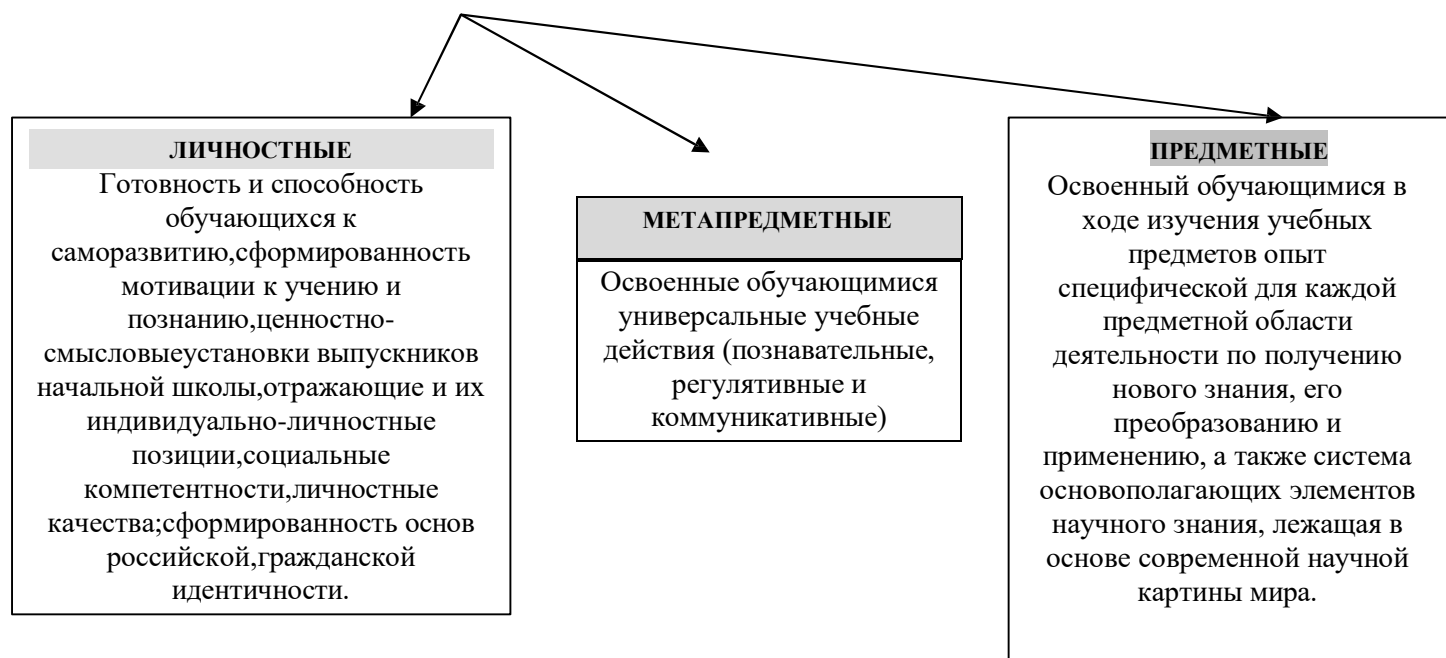 ЛИЧНОСТНЫЕ
Готовность и способность
обучающихся к
саморазвитию,сформированность
мотивации к учению и
познанию,ценностно-
смысловыеустановки выпускников
начальной школы,отражающие и их
индивидуально-личностные
позиции,социальные
компетентности,личностные
качества;сформированность основ
российской,гражданской
идентичности.
МЕТАПРЕДМЕТНЫЕ
Освоенные обучающимися
универсальные учебные
действия (познавательные,
регулятивные и
коммуникативные)
ПРЕДМЕТНЫЕ
Освоенный обучающимися в
ходе изучения учебных
предметов опыт
специфической для каждой
предметной области
деятельности по получению
нового знания, его
преобразованию и
применению, а также система
основополагающих элементов
научного знания, лежащая в
основе современной научной
картины мира.